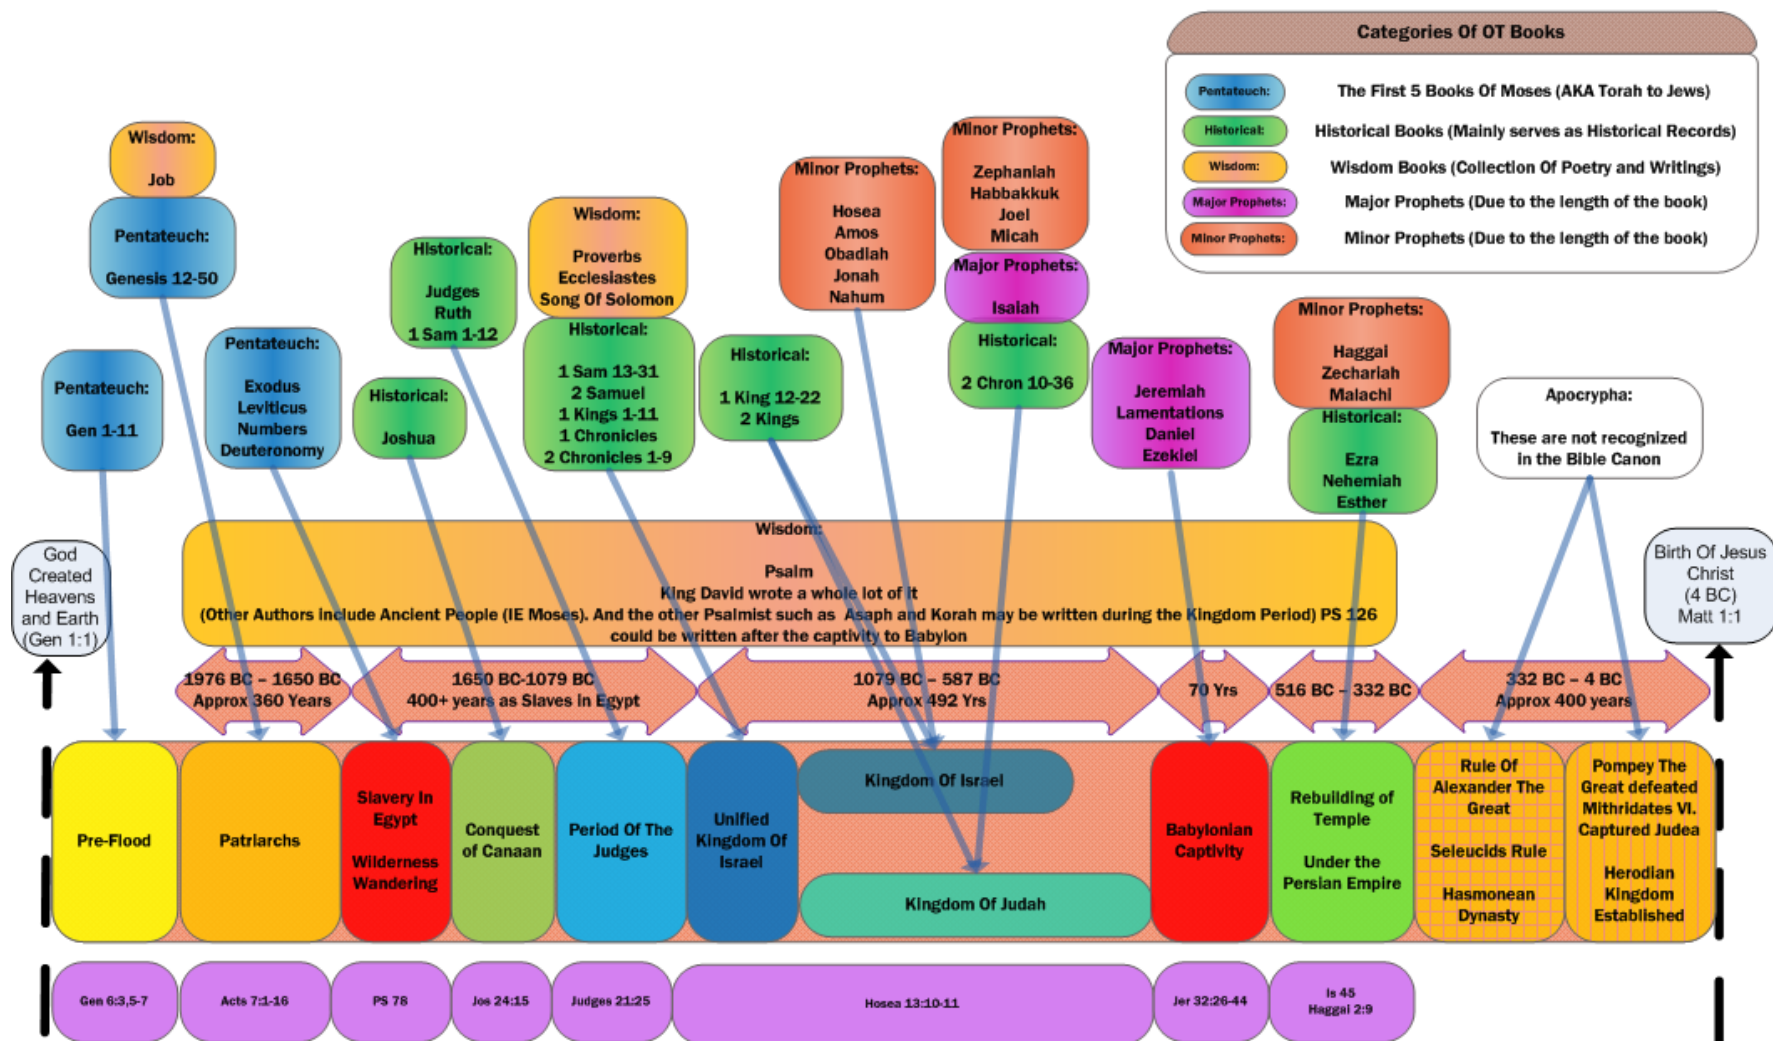 Categories Of OT Books
Pentateuch:
The First 5 Books Of Moses (AKA Torah to Jews)
Historical:
Historical Books (Mainly serves as Historical Records)
Wisdom:
Wisdom Books (Collection Of Poetry and Writings)
Major Prophets:
Major Prophets (Due to the length of the book)
Minor Prophets:
Minor Prophets (Due to the length of the book)
Wisdom:
Job
Pentateuch:
Genesis 12-50
Pentateuch:
Gen 1-11
Pentateuch:
Exodus
Leviticus
Numbers
Deuteronomy
Historical:
Joshua
Historical:
Judges
Ruth
1 Sam 1-12
Wisdom:
Proverbs
Ecclesiastes
Song Of Solomon
Historical:
1 Sam 13-31
2 Samuel
1 Kings 1-11
1 Chronicles
2 Chronicles 1-9
Historical:
1 King 12-22
2 Kings
Minor Prophets:
Hosea
Amos
Obadiah
Jonah
Nahum
Minor Prophets:
Zephaniah
Habbakkuk
Joel
Micah
Major Prophets:
Isaiah
Historical:
2 Chron 10-36
Major Prophets:
Jeremiah
Lamentations
Daniel
Ezekiel
Minor Prophets:
Haggai
Zechariah
Malachi
Historical:
Ezra
Nehemiah
Esther
Apocrypha:
These are not recognized
in the Bible Canon
God
Created
Heavens
and Earth
(Gen 1:1)
Wisdom:
Psalm
King David wrote a whole lot of it
(Other Authors include Ancient People (IE Moses). And the other Psalmist such as Asaph and Korah may be written during the Kingdom Period) PS 126
could be written after the captivity to Babylon
Birth Of Jesus
Christ
(4 BC)
Matt 1:1
1976 BC – 1650 BC
Approx 360 Years
1650 BC-1079 BC
400+ years as Slaves in Egypt
1079 BC – 587 BC
Approx 492 Yrs
70 Yrs
516 BC – 332 BC
332 BC – 4 BC
Approx 400 years
Pre-Flood
Patriarchs
Slavery In
Egypt
Wilderness
Wandering
Conquest
of Canaan
Period Of The
Judges
Unified
Kingdom Of
Israel
Kingdom Of Israel
Kingdom Of Judah
Babylonian
Captivity
Rebuilding of
Temple
Under the
Persian Empire
Rule Of
Alexander The
Great
Seleucids Rule
Hasmonean
Dynasty
Pompey The
Great defeated
Mithridates VI.
Captured Judea
Herodian
Kingdom
Established
Gen 6:3,5-7
Acts 7:1-16
PS 78
Jos 24:15
Judges 21:25
Hosea 13:10-11
Jer 32:26-44
Is 45
Haggai 2:9